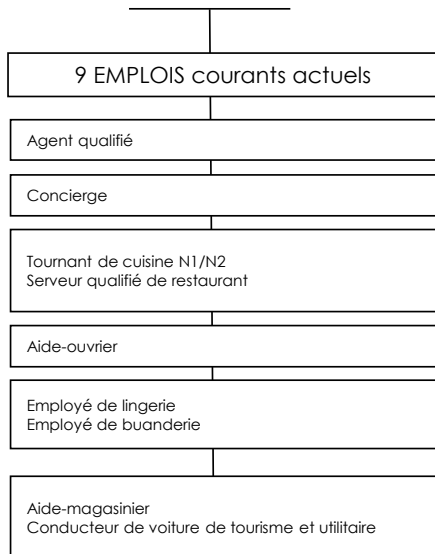 9 EMPLOIS courants actuels
Agent qualifié
Concierge
Tournant de cuisine N1/N2
Serveur qualifié de restaurant
Aide-ouvrier
Employé de lingerie
Employé de buanderie
Aide-magasinier
Conducteur de voiture de tourisme et utilitaire